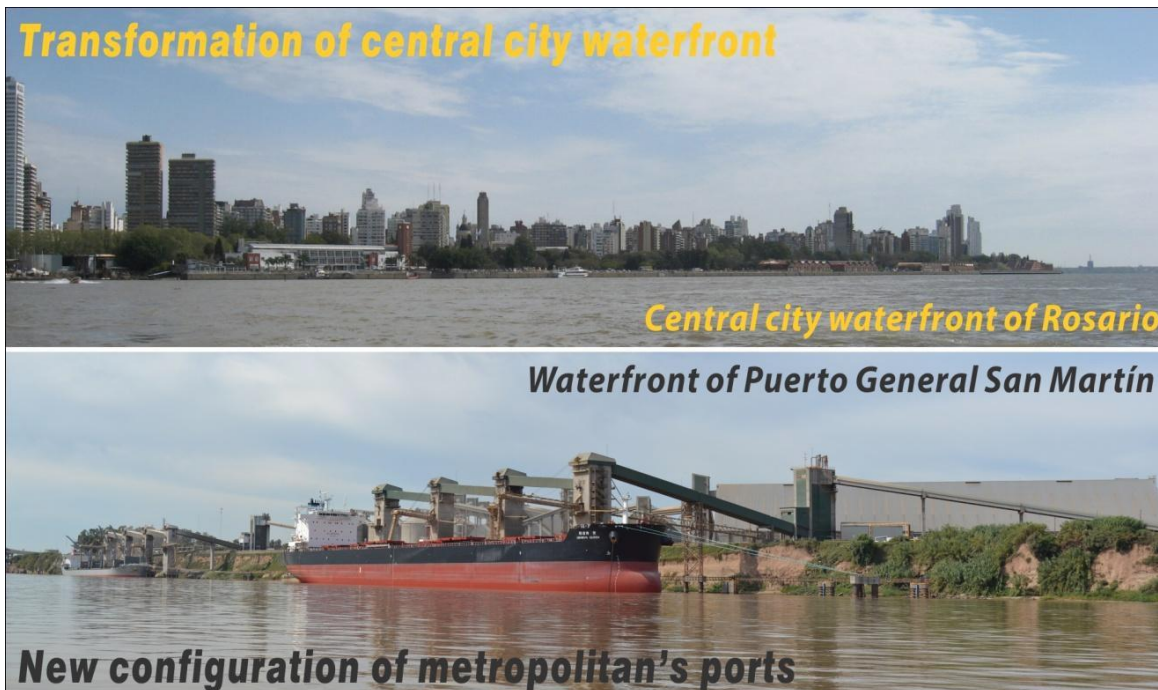 Transformation of central city waterfront
Central city waterfront of Rosario
Waterfront of Puerto General San Martín
New configuration of metropolitan's ports